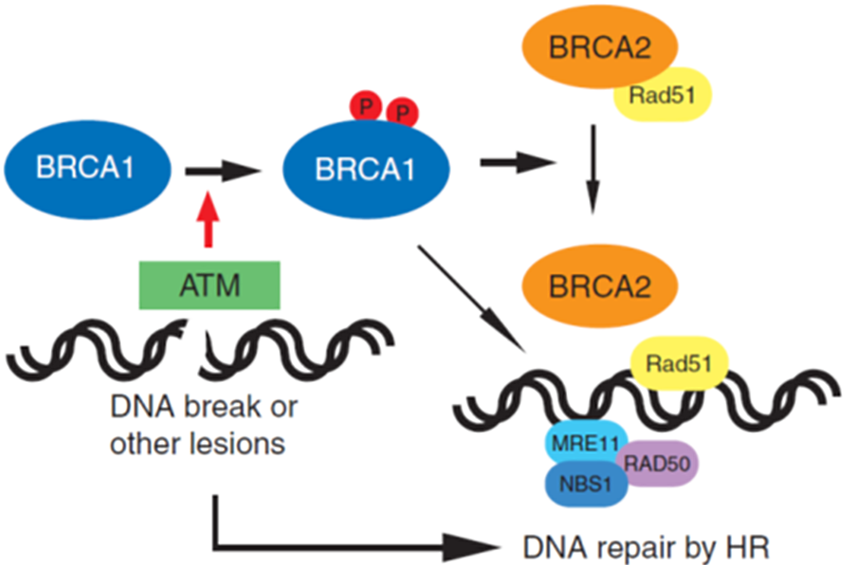 BRCA2
Rad51
P P
BRCA1
BRCA1
ATM
BRCA2
Rad51
DNA break or
other lesions
MRE11
RAD50
NBS1
DNA repair by HR